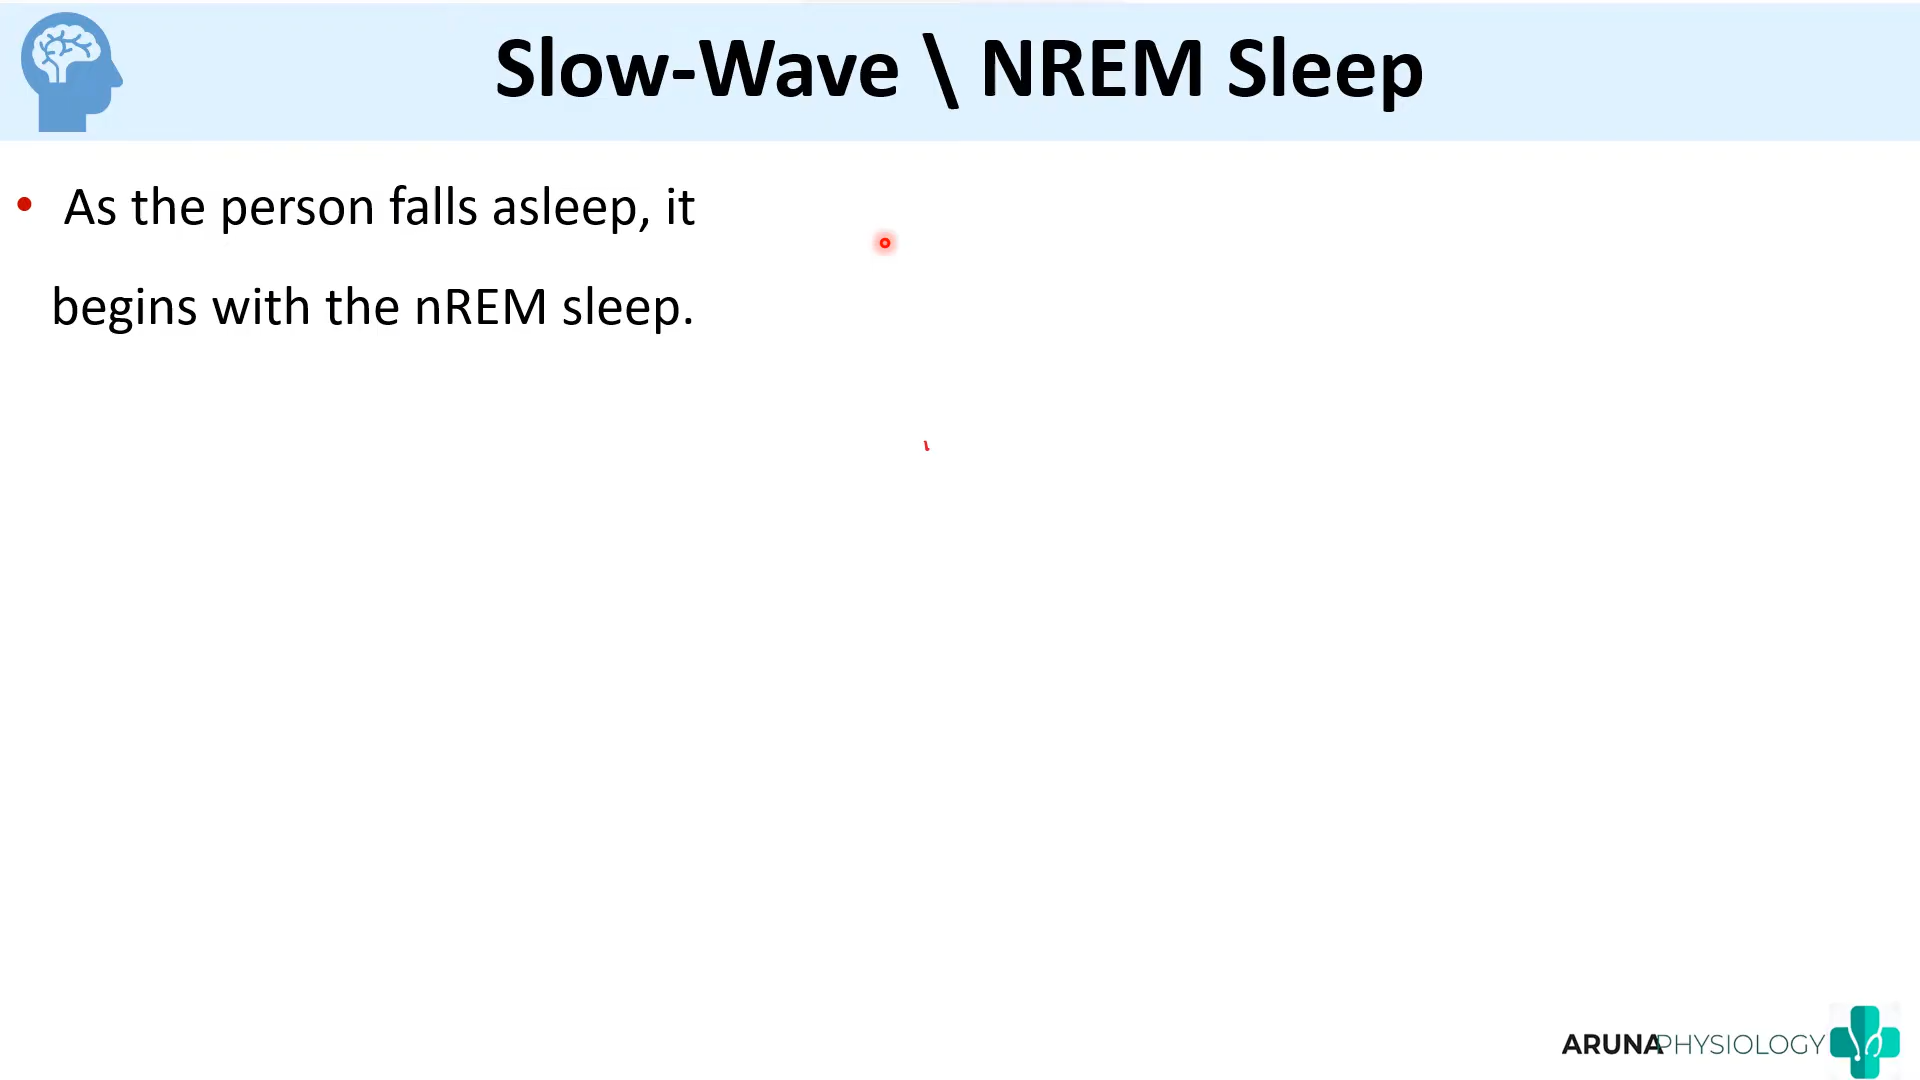 Slow-Wave \ NREM Sleep
• As the person falls asleep, it
begins with the nREM sleep.
ARUNAPHYSIOLOGY